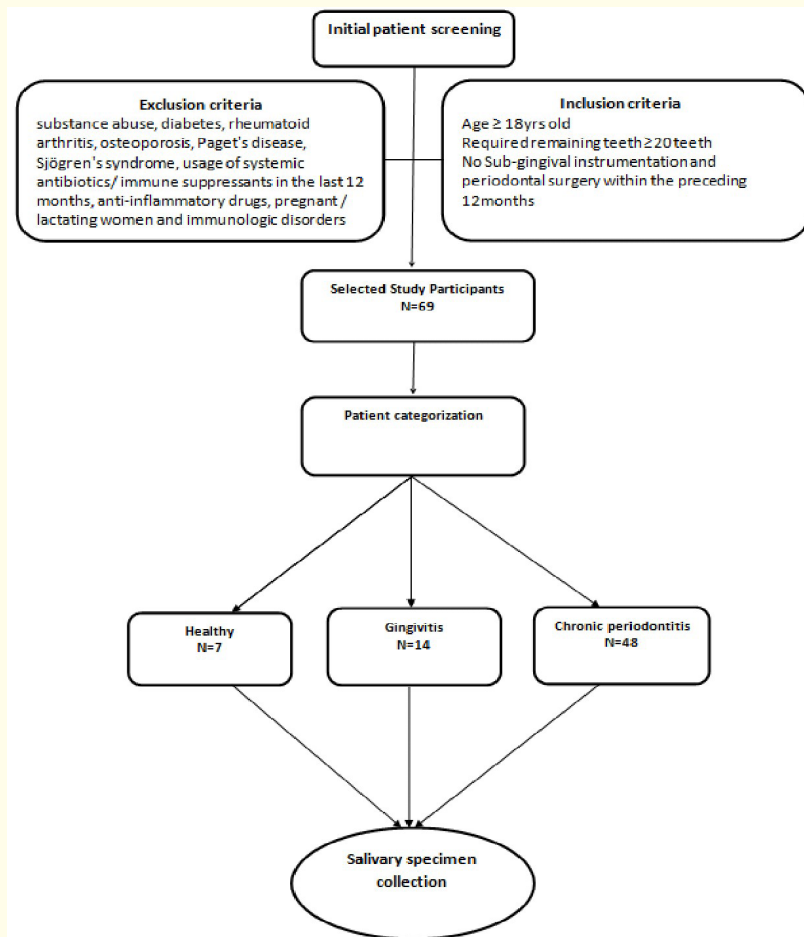 Initial patient screening
Exclusion criteria
substance abuse, diabetes, rheumatoid
arthritis, osteoporosis, Paget's disease,
Sjögren's syndrome, usage of systemic
antibiotics/ immune suppressants in the last 12
months, anti-inflammatory drugs, pregnant /
lactating women and immunologic disorders
Inclusion criteria
Age ≥ 18yrs old
Required remaining teeth ≥20 teeth
No Sub-gingival instrumentation and
periodontal surgery within the preceding
12months
Selected Study Participants
N=69
Patient categorization
Healthy
N=7
Gingivitis
N=14
Chronic periodontitis
N=48
Salivary specimen
collection